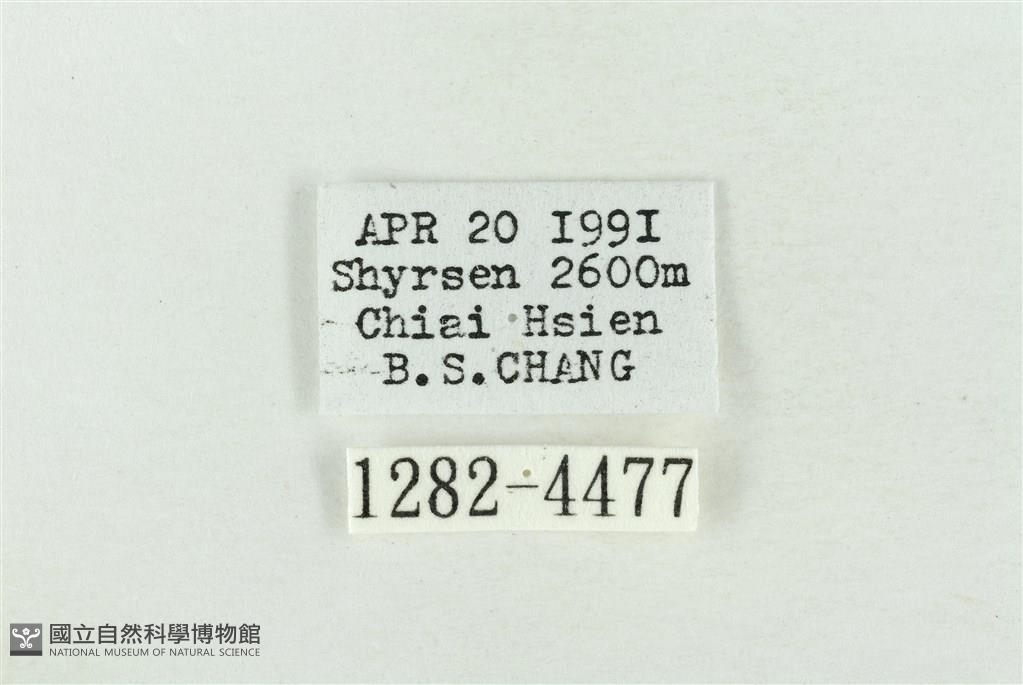 APR 20 I99I
Shyrsen 2600m
Chiai Hsien
B.S.CHANG
1282-4477
國立自然科學博物館
NATIONAL MUSEUM OF NATURAL SCIENCE